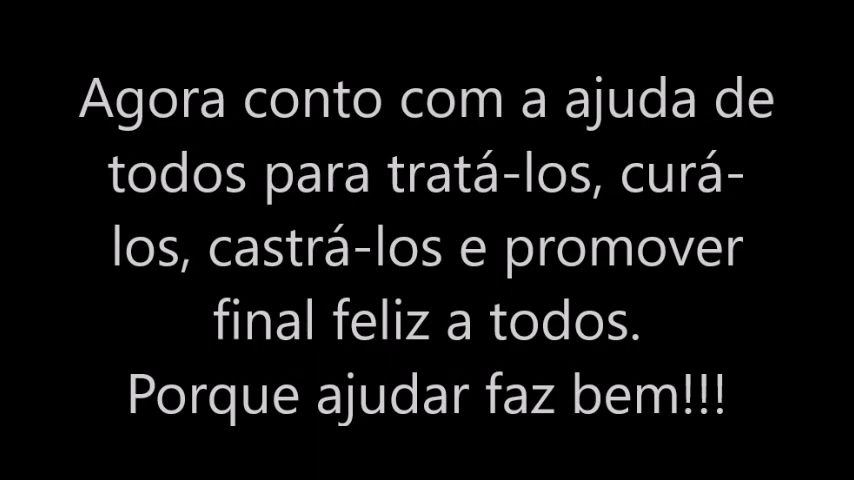 Agora conto com a ajuda de
todos para tratá-los, curá-
los, castrá-los e promover
final feliz a todos.
Porque ajudar faz bem!!!